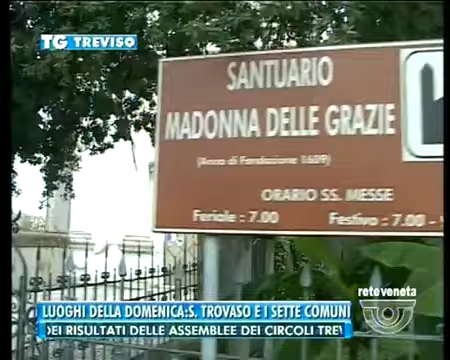 TG TREVISO
SANTUARIO
MADONNA DELLE GRAZIE
(Anno di Fondazione 1609)
ORARIO SS. MESSE
Feriale : 7.00 Festivo : 7.00 -
LUOGHI DELLA DOMENICA:S. TROVASO E I SETTE COMUNI
DEI RISULTATI DELLE ASSEMBLEE DEI CIRCOLI TREV
reteveneta